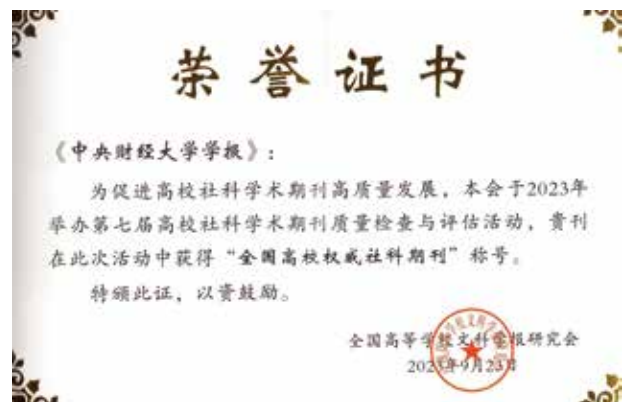 荣誉证书
《中央财经大学学报》：
为促进高校社科学术期刊高质量发展，本会于2023年
举办第七届高校社科学术期刊质量检查与评估活动，贵刊
在此次活动中获得“全国高校权威社科期刊”称号。
特颁此证，以资鼓励。
全国高等学校文科学报研究会
2023年9月23日